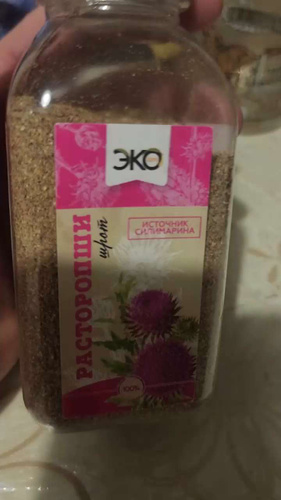 ЭКО
ИСТОЧНИК
СИЛИМАРИНА
РАСТОРОПШИ
шрот
100%